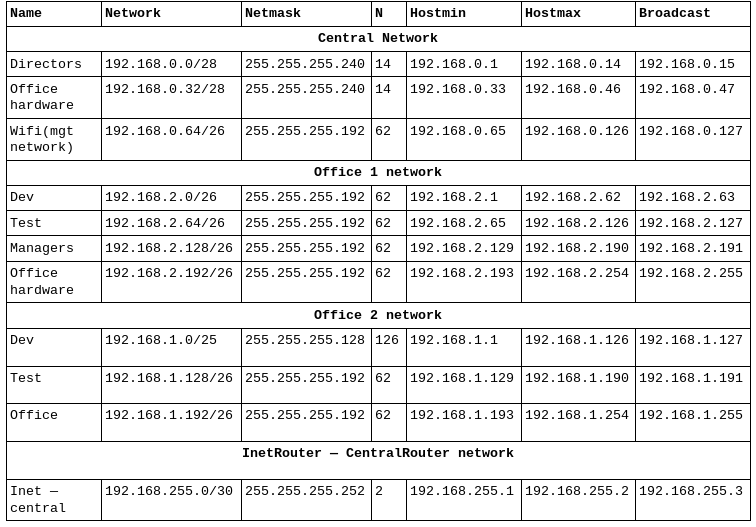 Name Network Netmask N Hostmin Hostmax Broadcast
Central Network
Directors 192.168.0.0/28 255.255.255.240 14 192.168.0.1 192.168.0.14 192.168.0.15
Office 192.168.0.32/28 255.255.255.240 14 192.168.0.33 192.168.0.46 192.168.0.47
hardware
Wifi(mgt 192.168.0.64/26 255.255.255.192 62 192.168.0.65 192.168.0.126 192.168.0.127
network)
Office 1 network
Dev 192.168.2.0/26 255.255.255.192 62 192.168.2.1 192.168.2.62 192.168.2.63
Test 192.168.2.64/26 255.255.255.192 62 192.168.2.65 192.168.2.126 192.168.2.127
Managers 192.168.2.128/26 255.255.255.192 62 192.168.2.129 192.168.2.190 192.168.2.191
Office 192.168.2.192/26 255.255.255.192 62 192.168.2.193 192.168.2.254 192.168.2.255
hardware
Office 2 network
Dev 192.168.1.0/25 255.255.255.128 126 192.168.1.1 192.168.1.126 192.168.1.127
Test 192.168.1.128/26 255.255.255.192 62 192.168.1.129 192.168.1.190 192.168.1.191
Office 192.168.1.192/26 255.255.255.192 62 192.168.1.193 192.168.1.254 192.168.1.255
InetRouter — CentralRouter network
Inet — 192.168.255.0/30 255.255.255.252 2 192.168.255.1 192.168.255.2 192.168.255.3
central